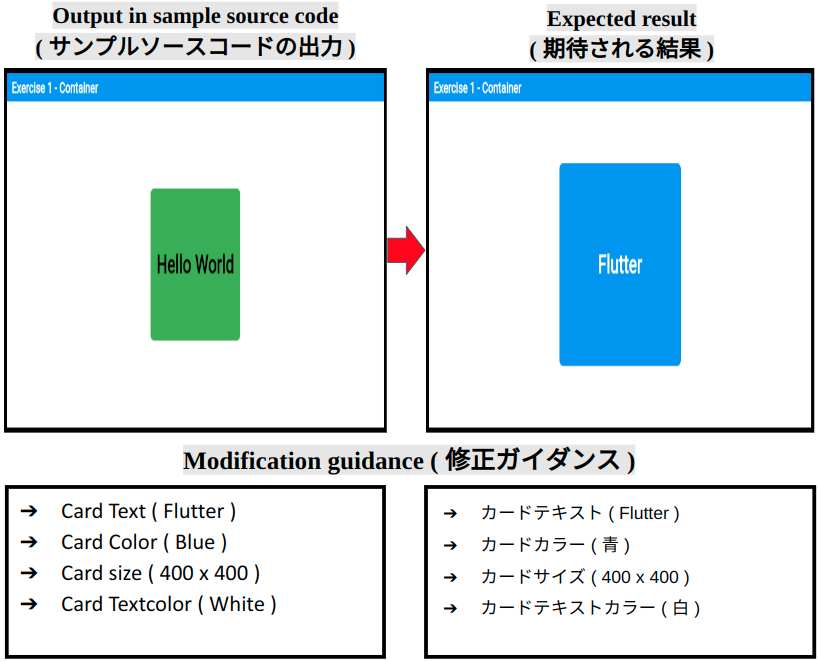 Output in sample source code
( サンプルソースコードの出力 )
Expected result
( 期待される結果 )
Exercise 1 - Container
Hello World
Exercise 1 - Container
Flutter
Modification guidance ( 修正ガイダンス )
➔ Card Text ( Flutter )
➔ Card Color ( Blue )
➔ Card size ( 400 x 400 )
➔ Card Textcolor ( White )
➔ カードテキスト ( Flutter )
➔ カードカラー ( 青 )
➔ カードサイズ ( 400 x 400 )
➔ カードテキストカラー ( 白 )